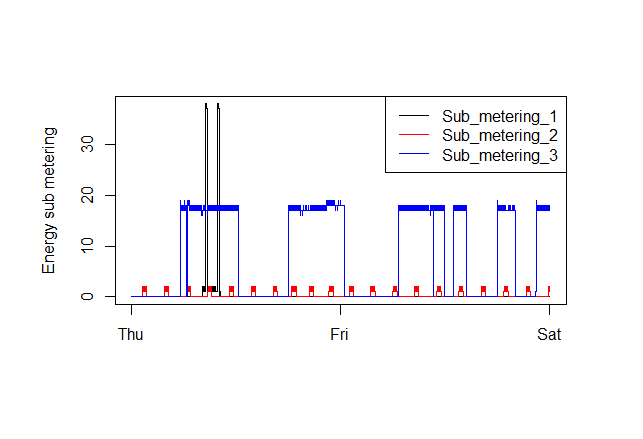 Energy sub metering
30
20
10
0
Sub_metering_1
Sub_metering_2
Sub_metering_3
Thu
Fri
Sat